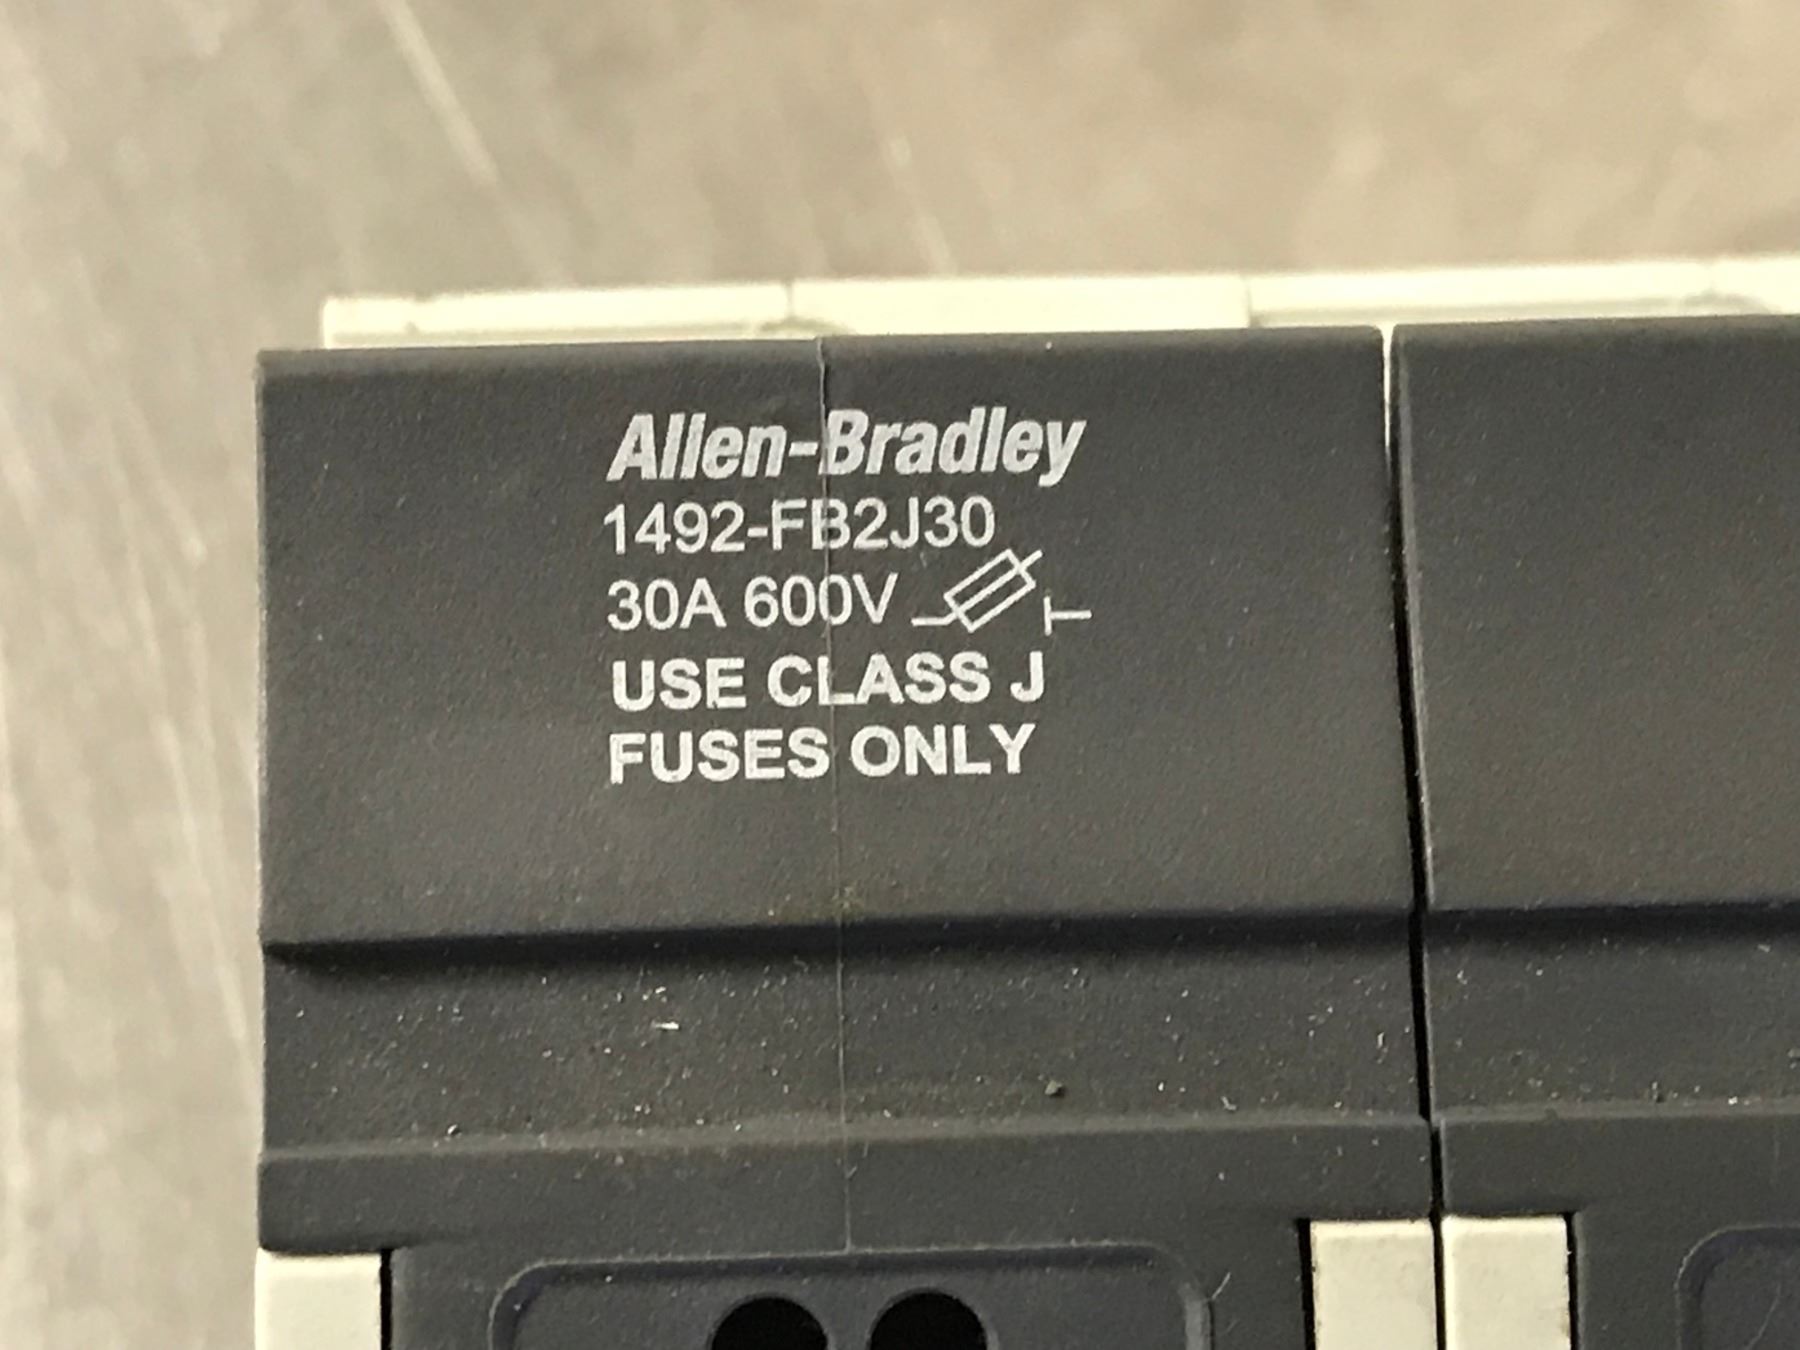 Allen-Bradley
1492-FB2J30
30A 600V
USE CLASS J
FUSES ONLY